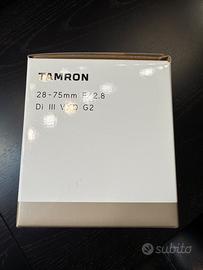 TAMRON
28-75mm F/2.8
Di III VXD G2
subito